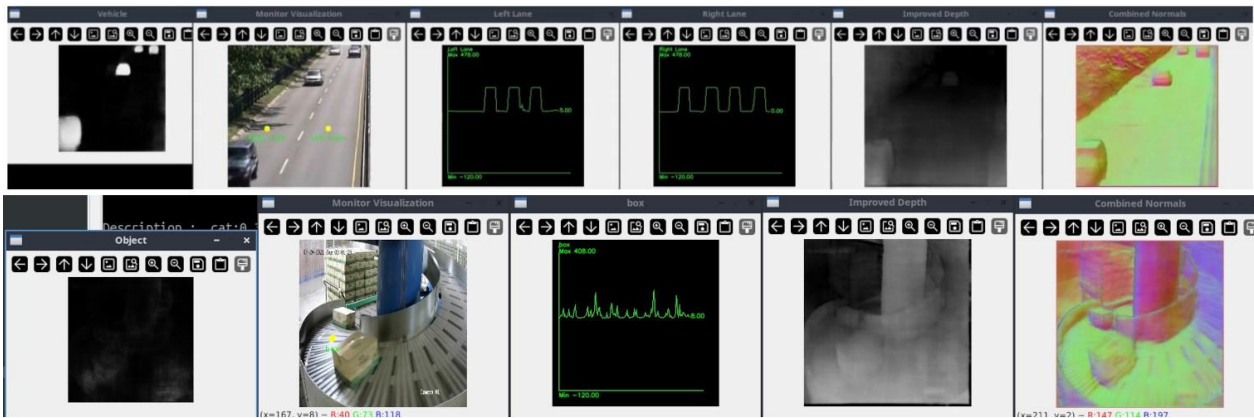 Vehicle
Monitor Visualization
Left Lane
Right Lane
Improved Depth
Combined Normals
Left Lane
Max 478.00
5.00
Min -120.00
Right Lane
Max 478.00
0.00
Min -120.00
Description : cat:0.
Object
Monitor Visualization
box
Improved Depth
Combined Normals
box
Max 408.00
8.00
Min -120.00
(x=167, y=8) ~ R:40 G:73 B:118
(x=211, y=2) ~ R:147 G:114 B:197